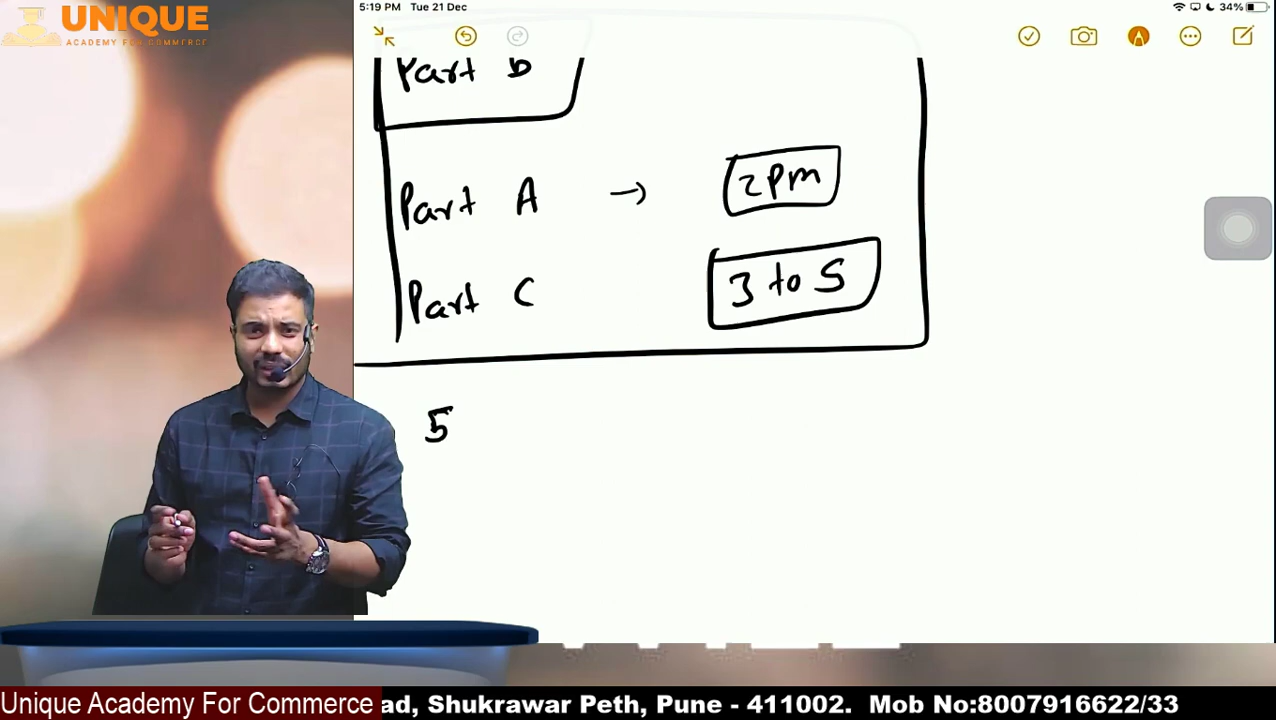 UNIQUE
ACADEMY FOR COMMERCE
5:19 PM Tue 21 Dec
34%
Part B
Part A → 2pm
Part C 3 to 5
5
Unique Academy For Commerce
ad, Shukrawar Peth, Pune - 411002. Mob No:8007916622/33